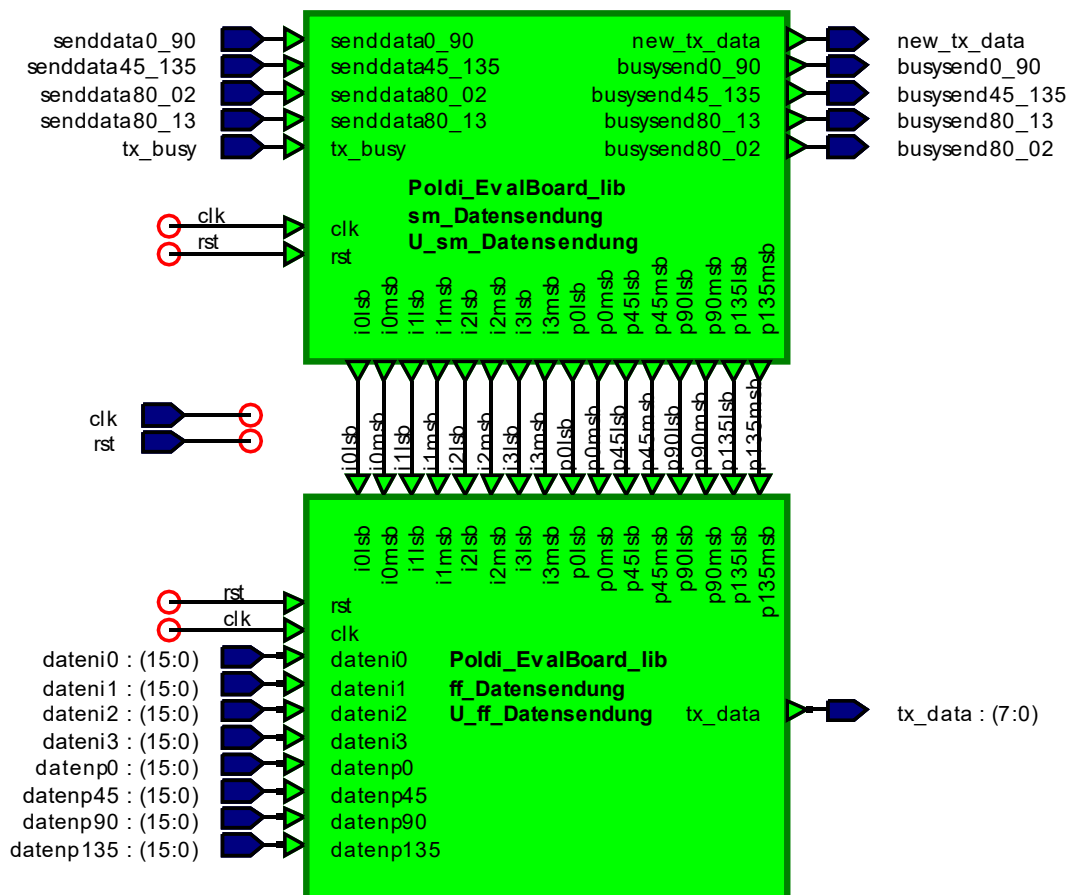 senddata0_90 senddata0_90 new_tx_data new_tx_data
senddata45_135 senddata45_135 busysend0_90 busysend0_90
senddata80_02 senddata80_02 busysend45_135 busysend45_135
senddata80_13 senddata80_13 busysend80_13 busysend80_13
tx_busy tx_busy busysend80_02 busysend80_02
Poldi_EvalBoard_lib
sm_Datensendung
U_sm_Datensendung
clk clk
rst rst
i0lsb i0msb i1lsb i1msb i2lsb i2msb i3lsb i3msb p0lsb p0msb p45lsb p45msb p90lsb p90msb p135lsb p135msb
clk
rst
i0lsb i0msb i1lsb i1msb i2lsb i2msb i3lsb i3msb p0lsb p0msb p45lsb p45msb p90lsb p90msb p135lsb p135msb
i0lsb i0msb i1lsb i1msb i2lsb i2msb i3lsb i3msb p0lsb p0msb p45lsb p45msb p90lsb p90msb p135lsb p135msb
rst rst
clk clk
dateni0 : (15:0) dateni0 Poldi_EvalBoard_lib
dateni1 : (15:0) dateni1 ff_Datensendung
dateni2 : (15:0) dateni2 U_ff_Datensendung tx_data tx_data : (7:0)
dateni3 : (15:0) dateni3
datenp0 : (15:0) datenp0
datenp45 : (15:0) datenp45
datenp90 : (15:0) datenp90
datenp135 : (15:0) datenp135